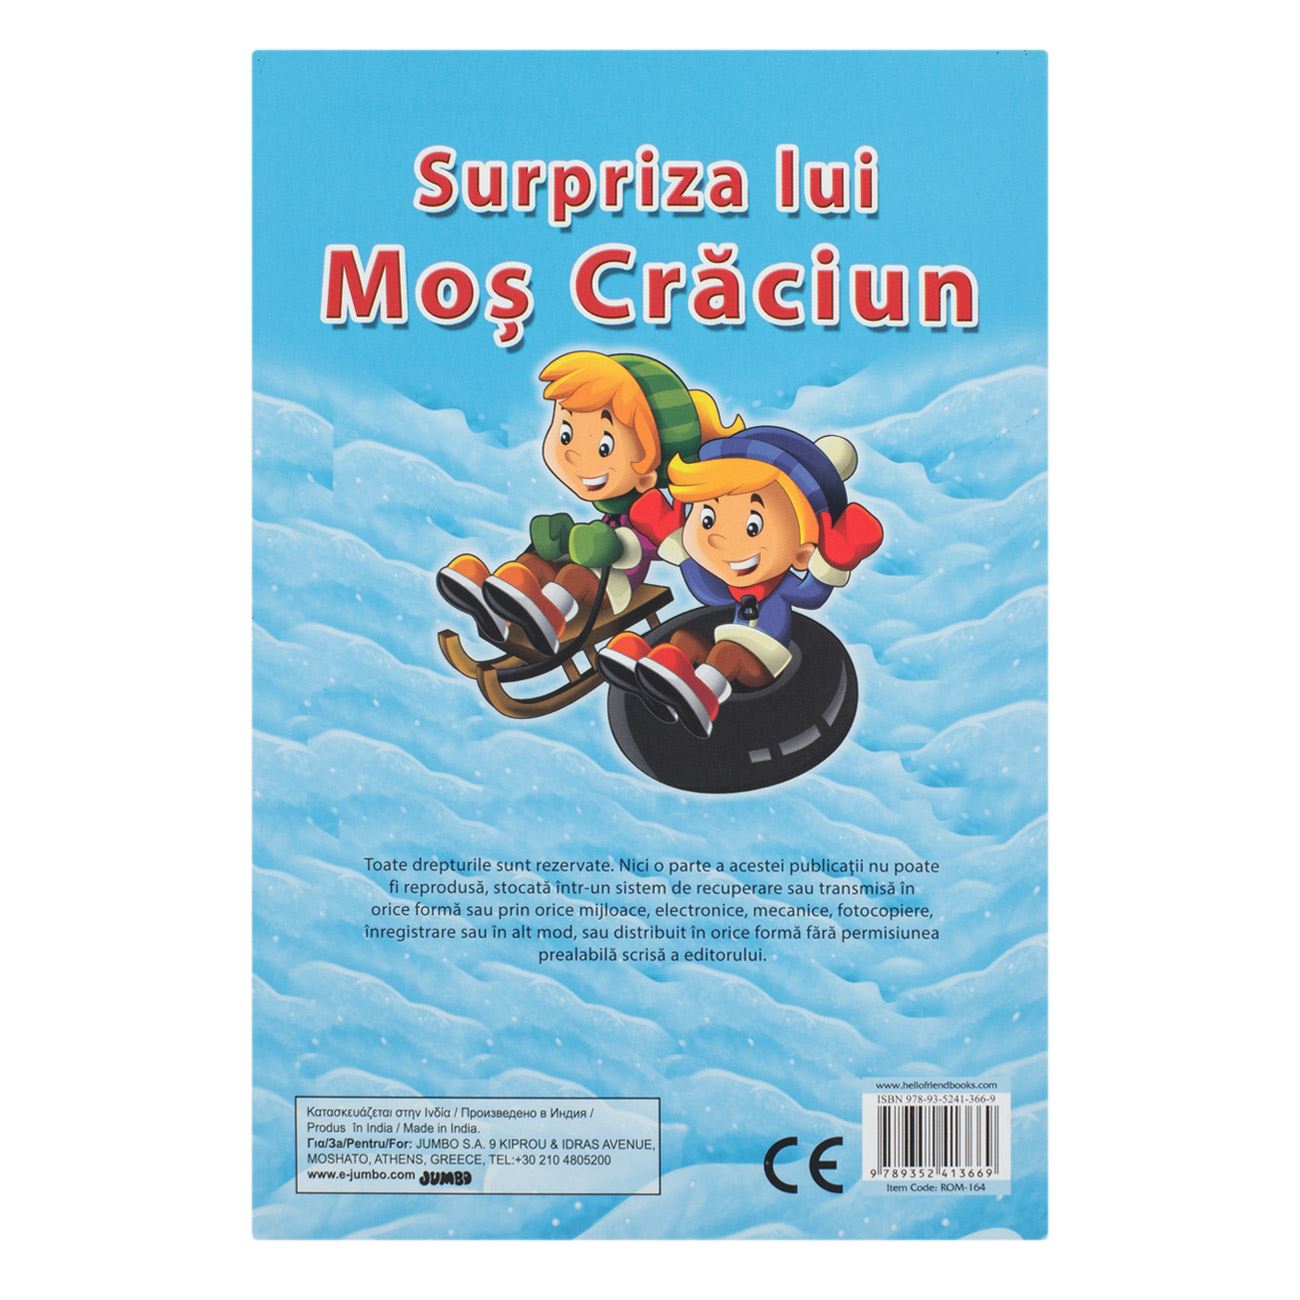 Surpriza lui
Moș Crăciun
Toate drepturile sunt rezervate. Nici o parte a acestei publicaţii nu poate
fi reprodusă, stocată într-un sistem de recuperare sau transmisă în
orice formă sau prin orice mijloace, electronice, mecanice, fotocopiere,
înregistrare sau în alt mod, sau distribuit în orice formă fără permisiunea
prealabilă scrisă a editorului.
Κατασκευάζεται στην Ινδία / Произведено в Индия /
Produs în India / Made in India.
Για/За/Pentru/For: JUMBO S.A. 9 KIPROU & IDRAS AVENUE,
MOSHATO, ATHENS, GREECE, TEL:+30 210 4805200
www.e-jumbo.com JUMBO
CE
www.hellofriendbooks.com
ISBN 978-93-5241-366-9
9 789352 413669
Item Code: ROM-164